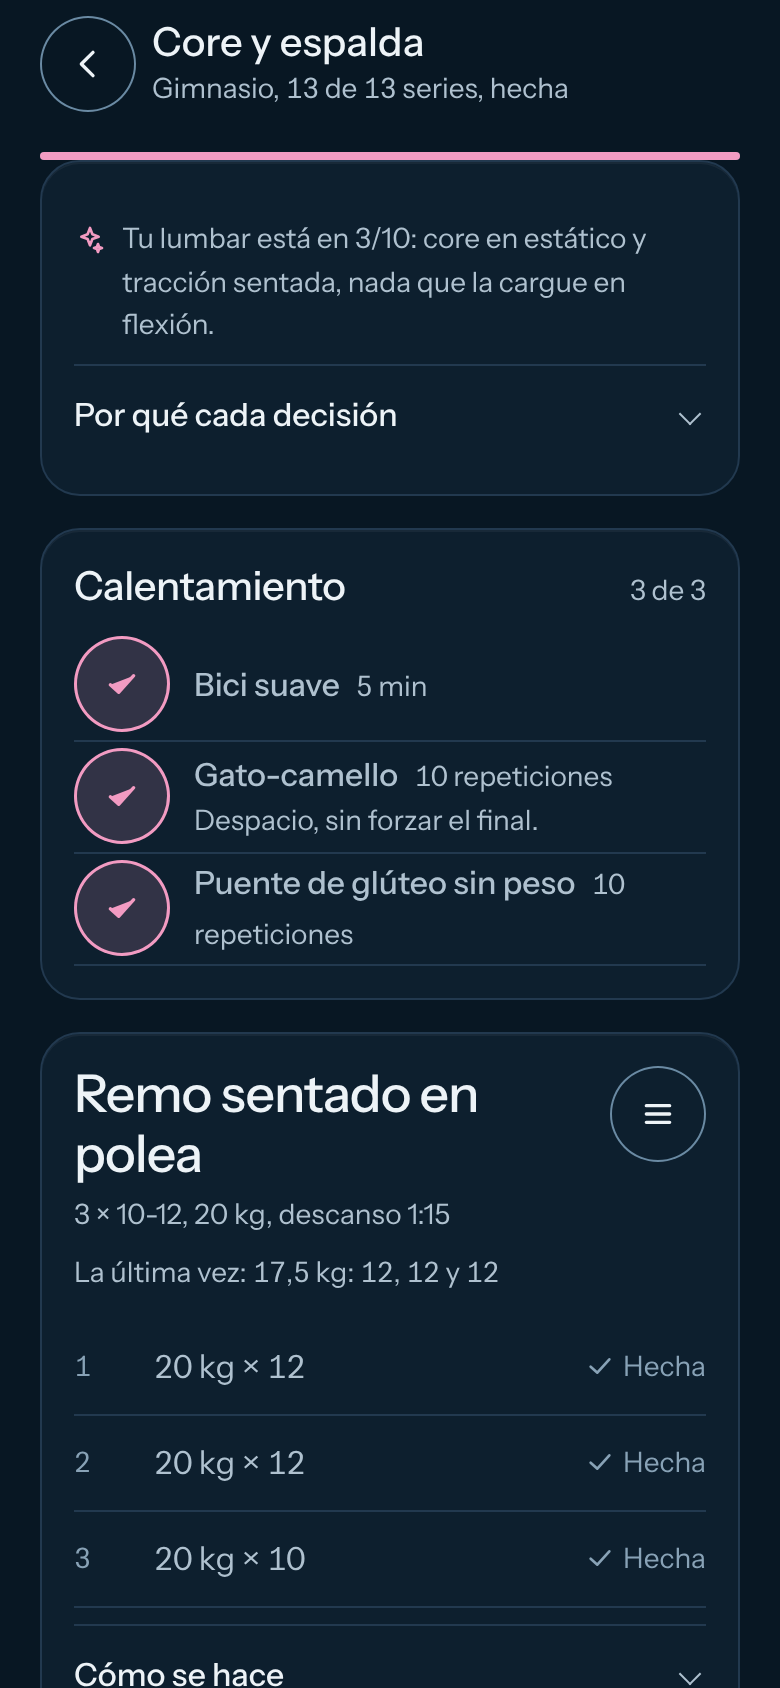 Core y espalda
Gimnasio, 13 de 13 series, hecha
Tu lumbar está en 3/10: core en estático y
tracción sentada, nada que la cargue en
flexión.
Por qué cada decisión
Calentamiento
3 de 3
Bici suave 5 min
Gato-camello 10 repeticiones
Despacio, sin forzar el final.
Puente de glúteo sin peso 10
repeticiones
Remo sentado en
polea
3 × 10-12, 20 kg, descanso 1:15
La última vez: 17,5 kg: 12, 12 y 12
1 20 kg × 12 Hecha
2 20 kg × 12 Hecha
3 20 kg × 10 Hecha
Cómo se hace